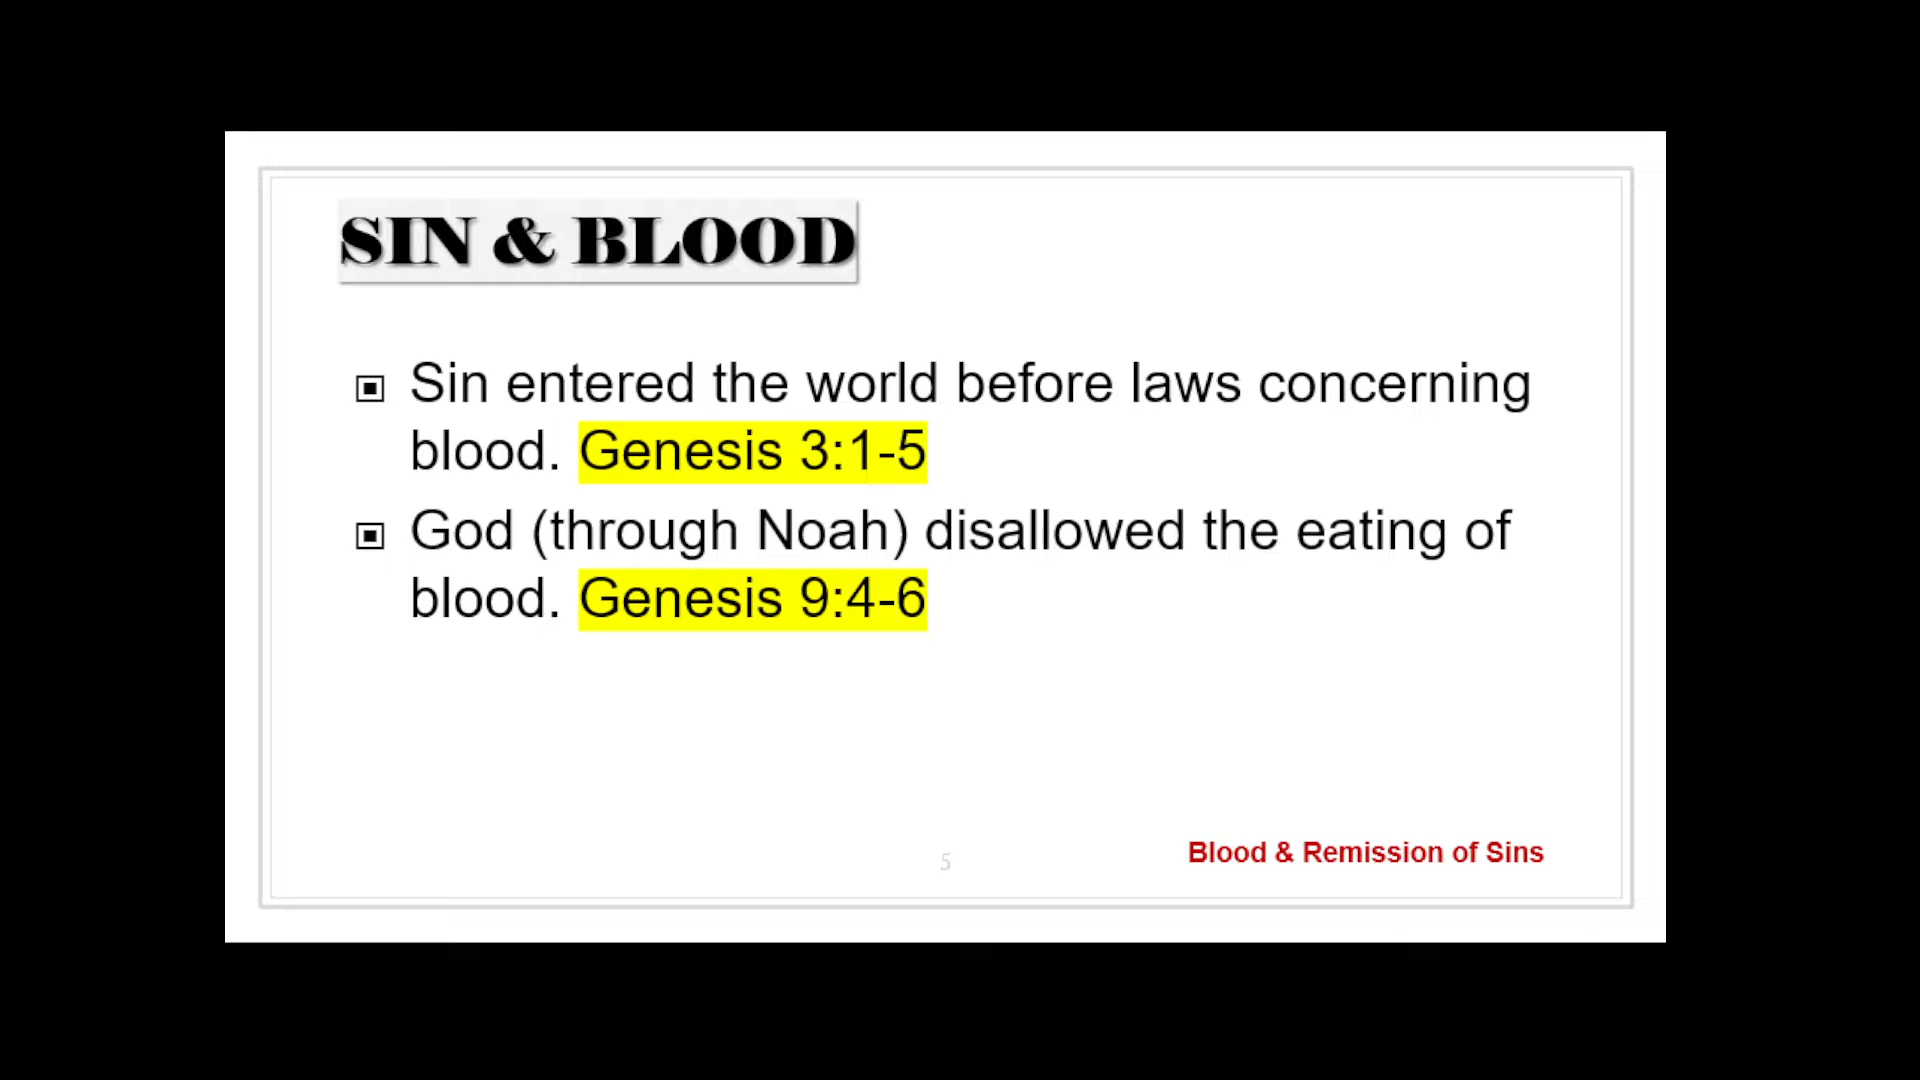 SIN & BLOOD
Sin entered the world before laws concerning
blood. Genesis 3:1-5
God (through Noah) disallowed the eating of
blood. Genesis 9:4-6
5
Blood & Remission of Sins